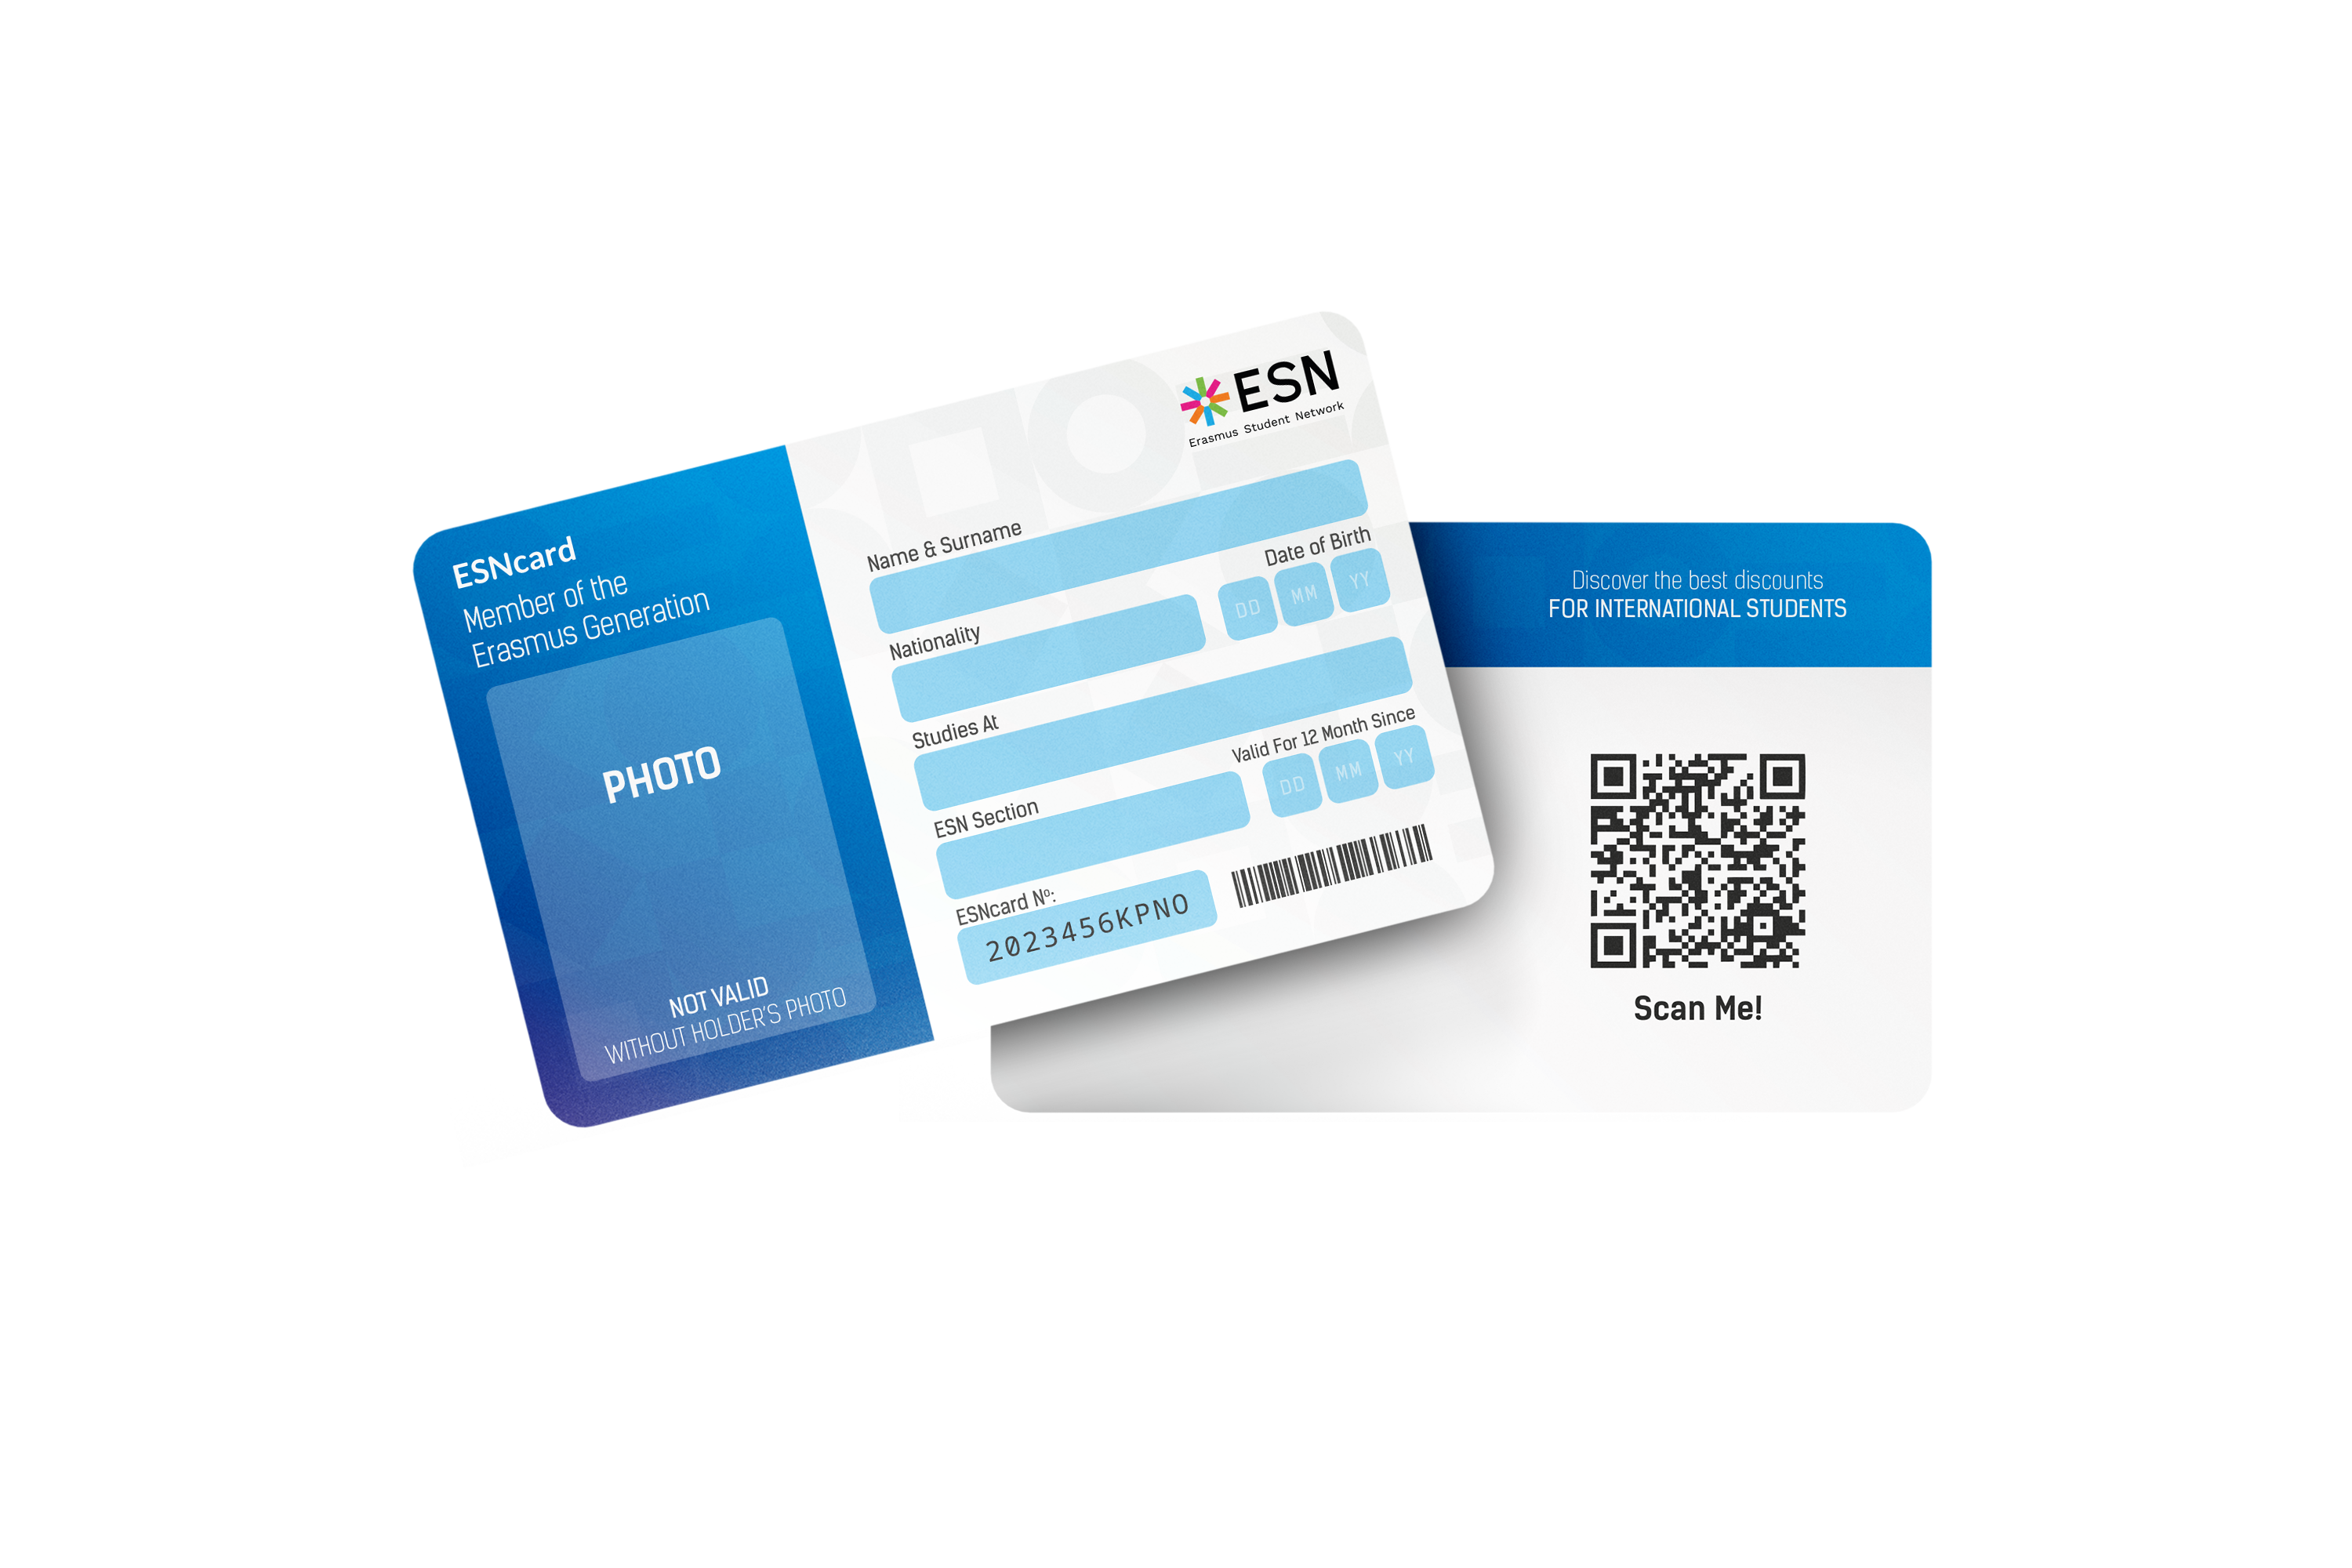 ESNcard
Member of the
Erasmus Generation
PHOTO
NOT VALID
WITHOUT HOLDER'S PHOTO
ESN
Erasmus Student Network
Name & Surname
Date of Birth
DD MM YY
Nationality
Studies At
Valid For 12 Month Since
DD MM YY
ESN Section
ESNcard Nº:
2023456KPNO
Discover the best discounts
FOR INTERNATIONAL STUDENTS
Scan Me!